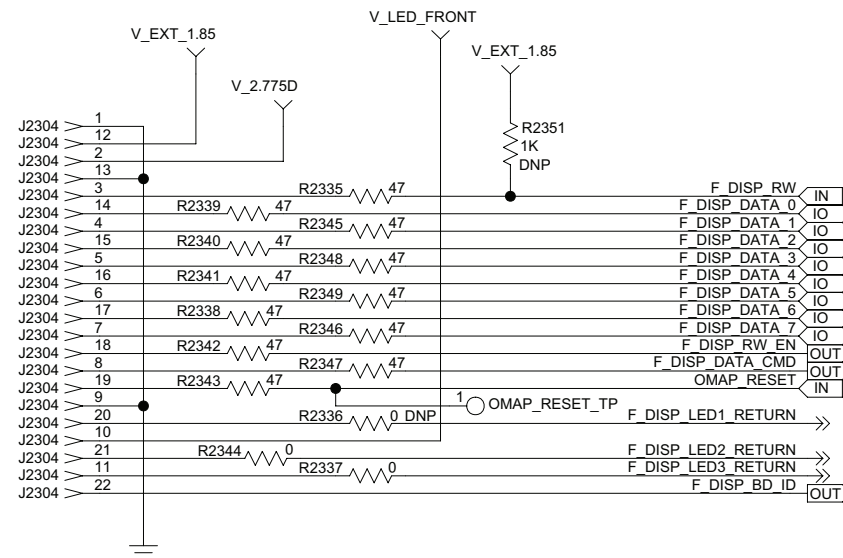 V_LED_FRONT
V_EXT_1.85
V_EXT_1.85
V_2.775D
R2351
1K
DNP
J2304 1
J2304 12
J2304 2
J2304 13
J2304 3 R2335 47 F_DISP_RW IN
J2304 14 R2339 47 F_DISP_DATA_0 IO
J2304 4 R2345 47 F_DISP_DATA_1 IO
J2304 15 R2340 47 F_DISP_DATA_2 IO
J2304 5 R2348 47 F_DISP_DATA_3 IO
J2304 16 R2341 47 F_DISP_DATA_4 IO
J2304 6 R2349 47 F_DISP_DATA_5 IO
J2304 17 R2338 47 F_DISP_DATA_6 IO
J2304 7 R2346 47 F_DISP_DATA_7 IO
J2304 18 R2342 47 F_DISP_RW_EN OUT
J2304 8 R2347 47 F_DISP_DATA_CMD OUT
J2304 19 R2343 47 OMAP_RESET IN
J2304 9 1 OMAP_RESET_TP
J2304 20 R2336 0 DNP F_DISP_LED1_RETURN
J2304 10
J2304 21 R2344 0 F_DISP_LED2_RETURN
J2304 11 R2337 0 F_DISP_LED3_RETURN
J2304 22 F_DISP_BD_ID OUT